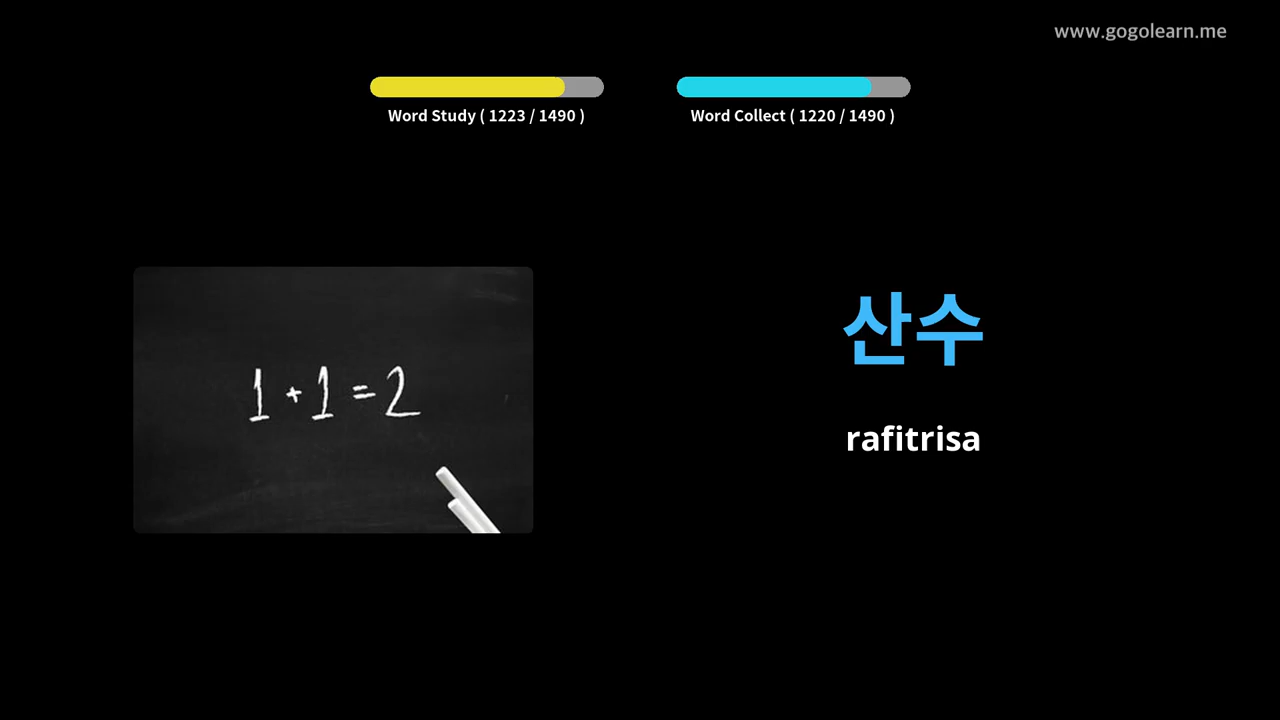 www.gogolearn.me
Word Study ( 1223 / 1490 )
Word Collect ( 1220 / 1490 )
1 + 1 = 2
산수
rafitrisa